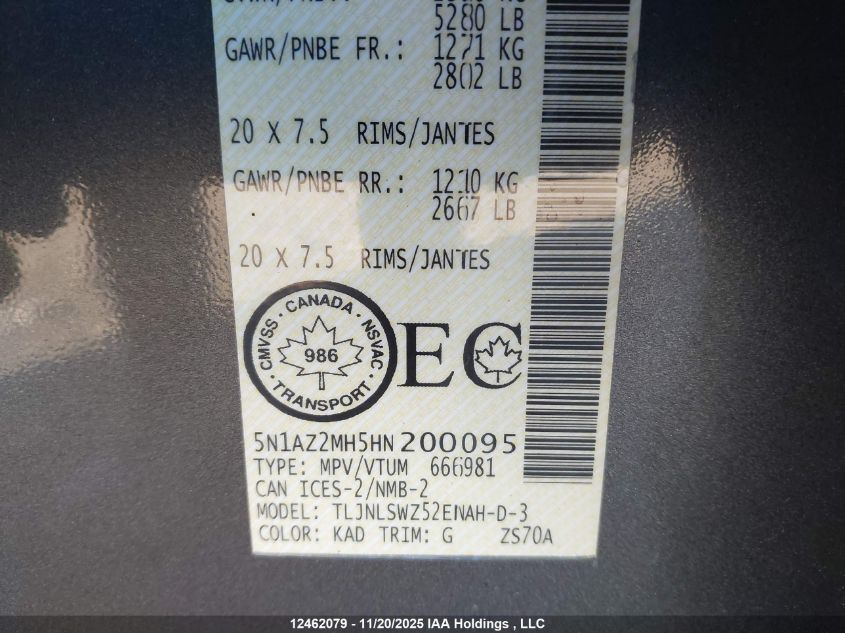 5280 LB
GAWR/PNBE FR.: 1271 KG
2802 LB
20 X 7.5 RIMS/JANTES
GAWR/PNBE RR.: 1210 KG
2667 LB
20 X 7.5 RIMS/JANTES
CMVSS · CANADA · NSVAC · TRANSPORT ·
986
EC
5N1AZ2MH5HN200095
TYPE: MPV/VTUM 666981
CAN ICES-2/NMB-2
MODEL: TLJNLSWZ52ENAH-D-3
COLOR: KAD TRIM: G ZS70A
12462079 - 11/20/2025 IAA Holdings , LLC